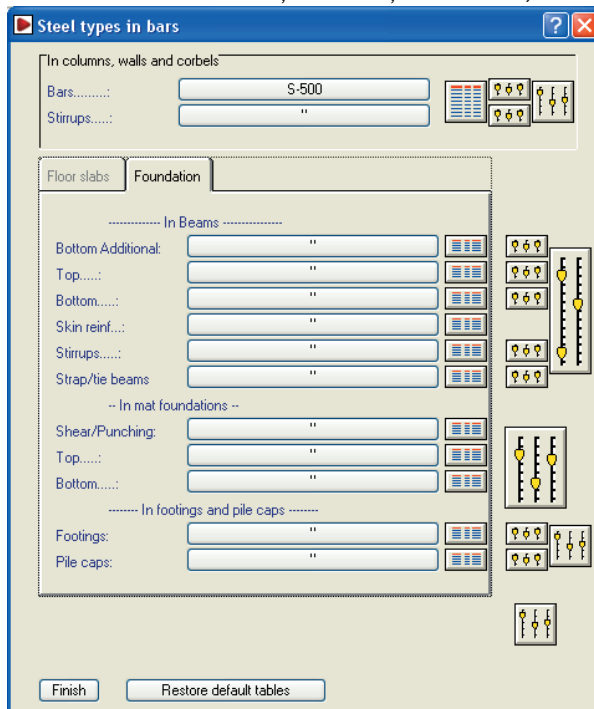 Steel types in bars
In columns, walls and corbels
Bars.........: S-500
Stirrups.....: "
Floor slabs Foundation
-------------- In Beams ---------------
Bottom Additional: "
Top.....: "
Bottom.....: "
Skin reinf...: "
Stirrups.....: "
Strap/tie beams "
-- In mat foundations --
Shear/Punching: "
Top.....: "
Bottom.....: "
-------- In footings and pile caps --------
Footings: "
Pile caps: "
Finish Restore default tables